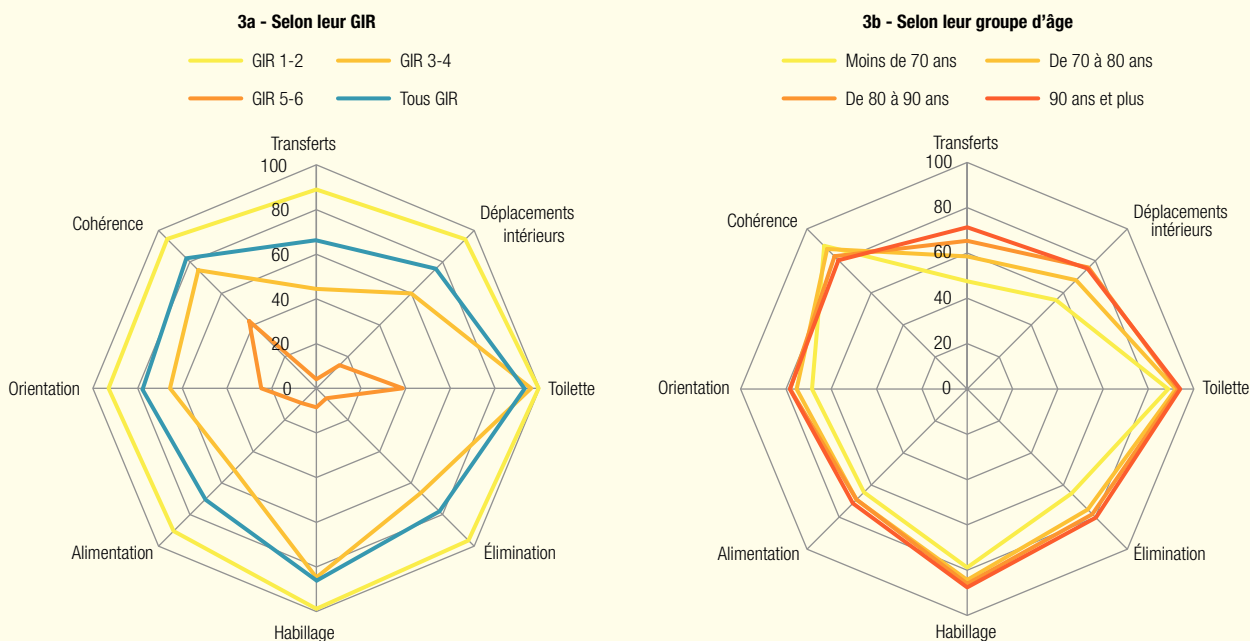 3a - Selon leur GIR
GIR 1-2
GIR 3-4
GIR 5-6
Tous GIR
Transferts
Déplacements
intérieurs
Toilette
Élimination
Habillage
Alimentation
Orientation
Cohérence
100
80
60
40
20
0
3b - Selon leur groupe d’âge
Moins de 70 ans
De 70 à 80 ans
De 80 à 90 ans
90 ans et plus
Transferts
Déplacements
intérieurs
Toilette
Élimination
Habillage
Alimentation
Orientation
Cohérence
100
80
60
40
20
0